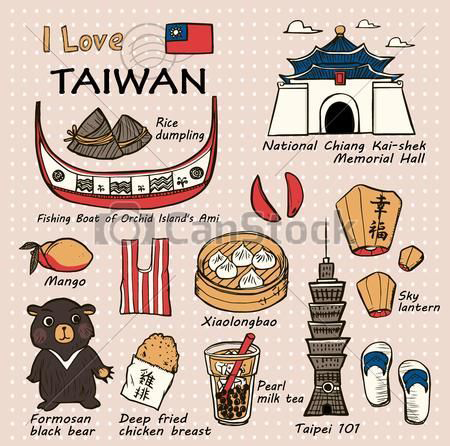 I Love
TAIWAN
Rice
dumpling
National Chiang Kai-shek
Memorial Hall
Fishing Boat of Orchid Island's Ami
幸
福
CanStock
Mango
Xiaolongbao
Sky
lantern
雞
排
Pearl
milk tea
Formosan
black bear
Deep fried
chicken breast
Taipei 101